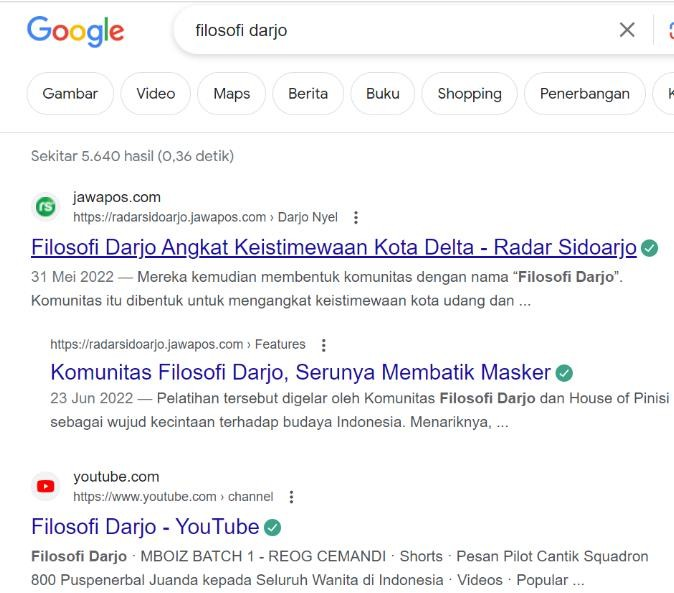 Google
filosofi darjo
Gambar Video Maps Berita Buku Shopping Penerbangan
Sekitar 5.640 hasil (0,36 detik)
rs
jawapos.com
https://radarsidoarjo.jawapos.com › Darjo Nyel
Filosofi Darjo Angkat Keistimewaan Kota Delta - Radar Sidoarjo
31 Mei 2022 — Mereka kemudian membentuk komunitas dengan nama “Filosofi Darjo”.
Komunitas itu dibentuk untuk mengangkat keistimewaan kota udang dan ...
https://radarsidoarjo.jawapos.com › Features
Komunitas Filosofi Darjo, Serunya Membatik Masker
23 Jun 2022 — Pelatihan tersebut digelar oleh Komunitas Filosofi Darjo dan House of Pinisi
sebagai wujud kecintaan terhadap budaya Indonesia. Menariknya, ...
youtube.com
https://www.youtube.com › channel
Filosofi Darjo - YouTube
Filosofi Darjo · MBOIZ BATCH 1 - REOG CEMANDI · Shorts · Pesan Pilot Cantik Squadron
800 Puspenerbal Juanda kepada Seluruh Wanita di Indonesia · Videos · Popular ...